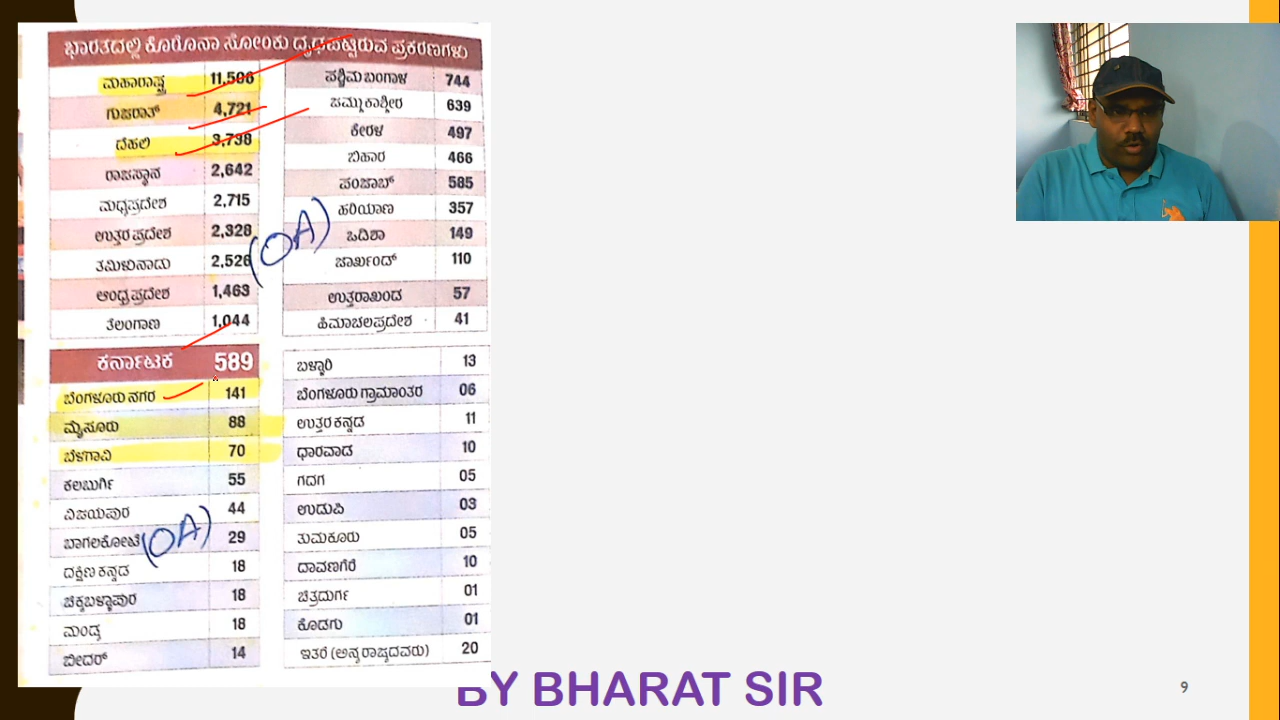 ಭಾರತದಲ್ಲಿ ಕೊರೊನಾ ಸೋಂಕು ದೃಢಪಟ್ಟಿರುವ ಪ್ರಕರಣಗಳು
ಮಹಾರಾಷ್ಟ್ರ 11,506
ಗುಜರಾತ್ 4,721
ದೆಹಲಿ 3,738
ರಾಜಸ್ಥಾನ 2,642
ಮಧ್ಯಪ್ರದೇಶ 2,715
ಉತ್ತರ ಪ್ರದೇಶ 2,328
ತಮಿಳುನಾಡು 2,526
ಆಂಧ್ರಪ್ರದೇಶ 1,463
ತೆಲಂಗಾಣ 1,044
ಪಶ್ಚಿಮ ಬಂಗಾಳ 744
ಜಮ್ಮು ಕಾಶ್ಮೀರ 639
ಕೇರಳ 497
ಬಿಹಾರ 466
ಪಂಜಾಬ್ 585
ಹರಿಯಾಣ 357
ಒಡಿಶಾ 149
ಜಾರ್ಖಂಡ್ 110
ಉತ್ತರಾಖಂಡ 57
ಹಿಮಾಚಲಪ್ರದೇಶ 41
(OA)
ಕರ್ನಾಟಕ 589
ಬೆಂಗಳೂರು ನಗರ 141
ಮೈಸೂರು 88
ಬೆಳಗಾವಿ 70
ಕಲಬುರ್ಗಿ 55
ವಿಜಯಪುರ 44
ಬಾಗಲಕೋಟೆ 29
ದಕ್ಷಿಣ ಕನ್ನಡ 18
ಚಿಕ್ಕಬಳ್ಳಾಪುರ 18
ಮಂಡ್ಯ 18
ಬೀದರ್ 14
(OA)
ಬಳ್ಳಾರಿ 13
ಬೆಂಗಳೂರು ಗ್ರಾಮಾಂತರ 06
ಉತ್ತರ ಕನ್ನಡ 11
ಧಾರವಾಡ 10
ಗದಗ 05
ಉಡುಪಿ 03
ತುಮಕೂರು 05
ದಾವಣಗೆರೆ 10
ಚಿತ್ರದುರ್ಗ 01
ಕೊಡಗು 01
ಇತರೆ (ಅನ್ಯ ರಾಜ್ಯದವರು) 20
BY BHARAT SIR
9